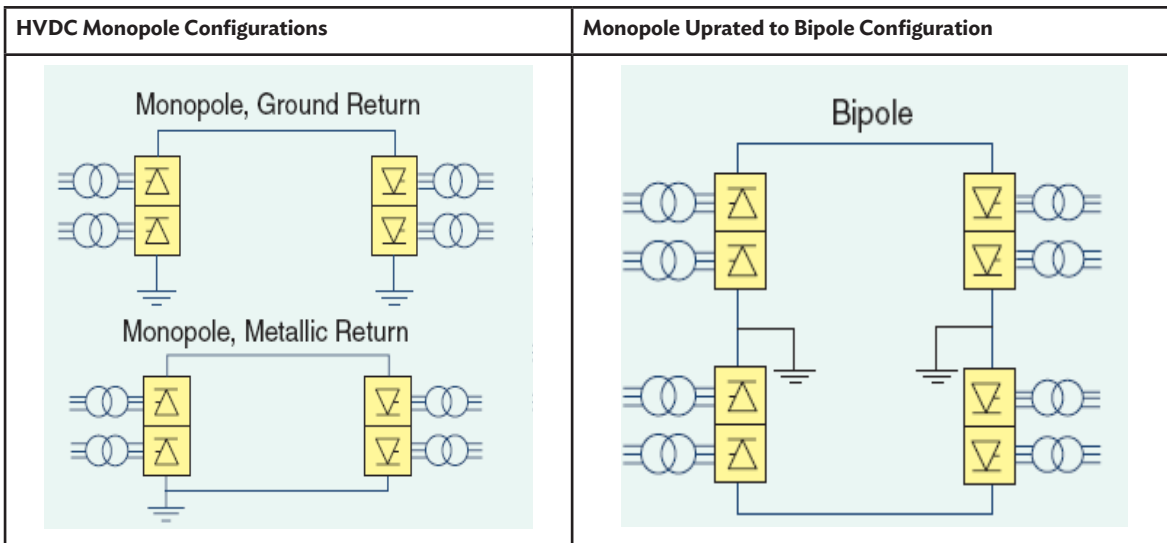 HVDC Monopole Configurations
Monopole Uprated to Bipole Configuration
Monopole, Ground Return
Monopole, Metallic Return
Bipole